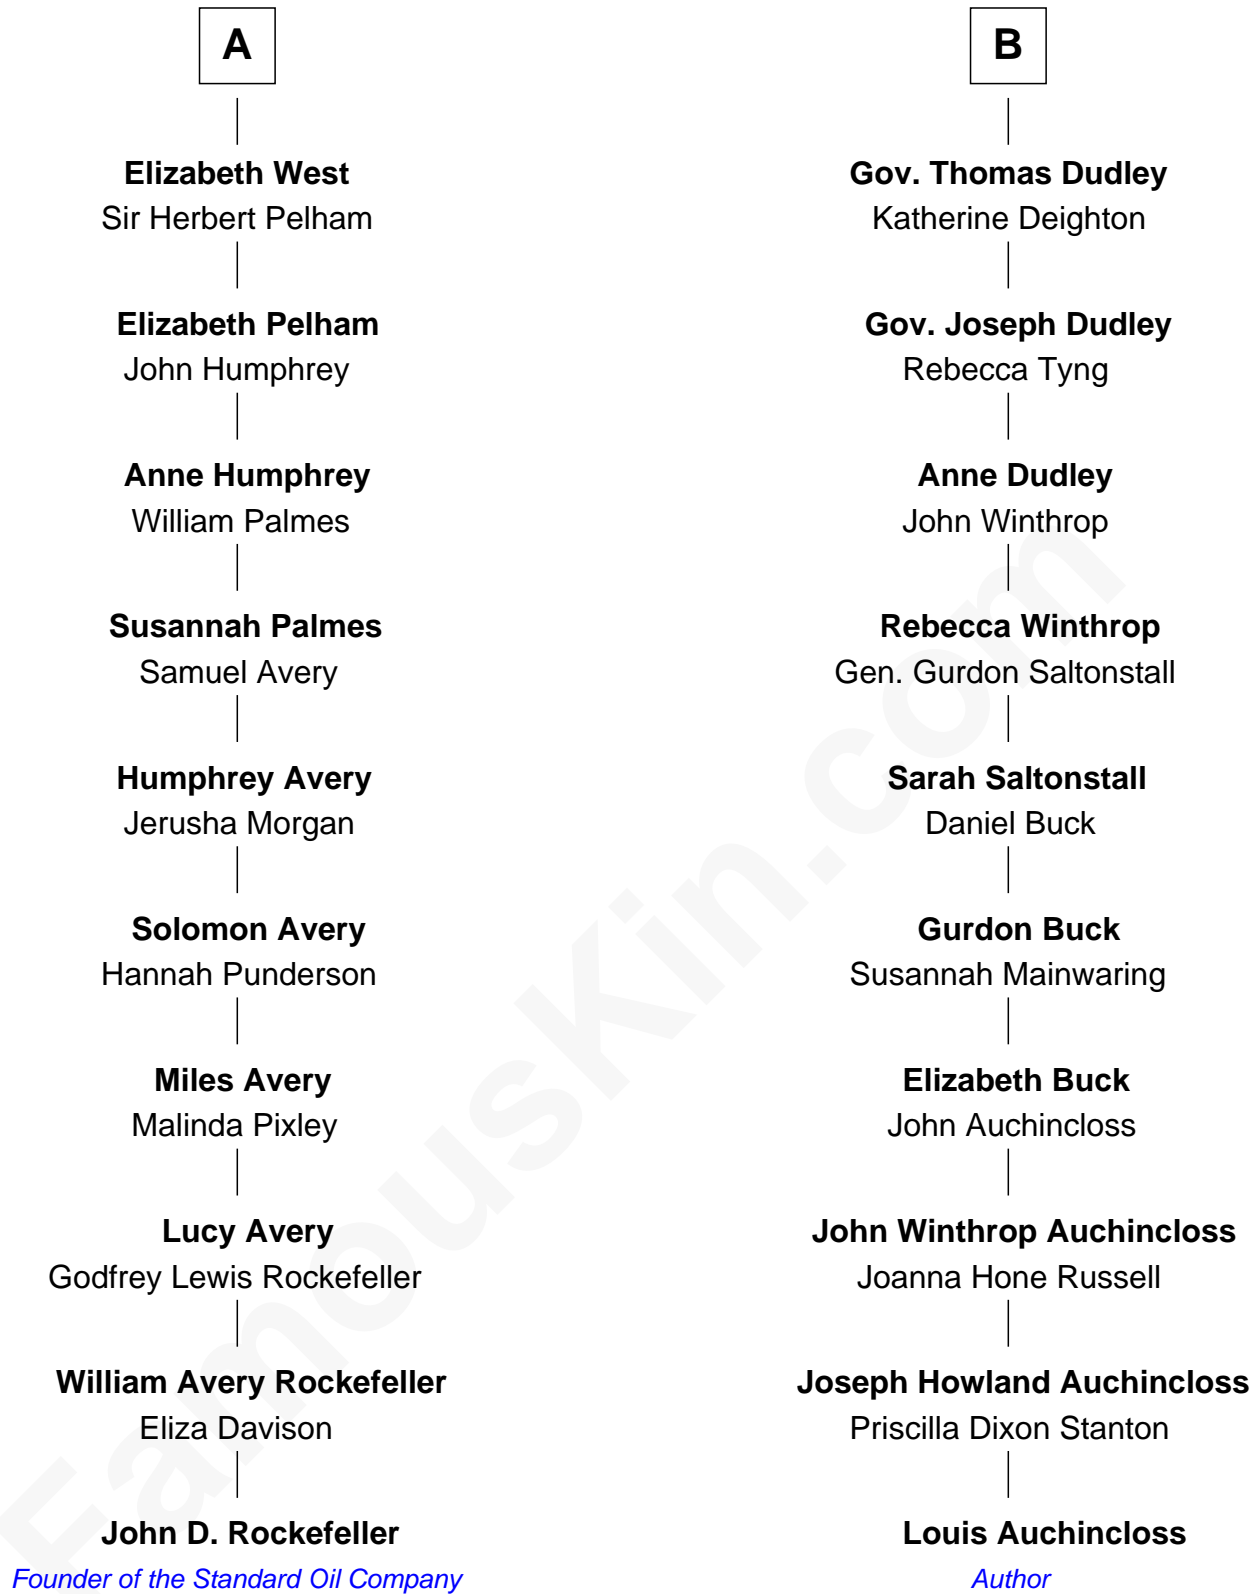 A
Elizabeth West
Sir Herbert Pelham
Elizabeth Pelham
John Humphrey
Anne Humphrey
William Palmes
Susannah Palmes
Samuel Avery
Humphrey Avery
Jerusha Morgan
Solomon Avery
Hannah Punderson
Miles Avery
Malinda Pixley
Lucy Avery
Godfrey Lewis Rockefeller
William Avery Rockefeller
Eliza Davison
John D. Rockefeller
Founder of the Standard Oil Company
B
Gov. Thomas Dudley
Katherine Deighton
Gov. Joseph Dudley
Rebecca Tyng
Anne Dudley
John Winthrop
Rebecca Winthrop
Gen. Gurdon Saltonstall
Sarah Saltonstall
Daniel Buck
Gurdon Buck
Susannah Mainwaring
Elizabeth Buck
John Auchincloss
John Winthrop Auchincloss
Joanna Hone Russell
Joseph Howland Auchincloss
Priscilla Dixon Stanton
Louis Auchincloss
Author
FamousKin.com